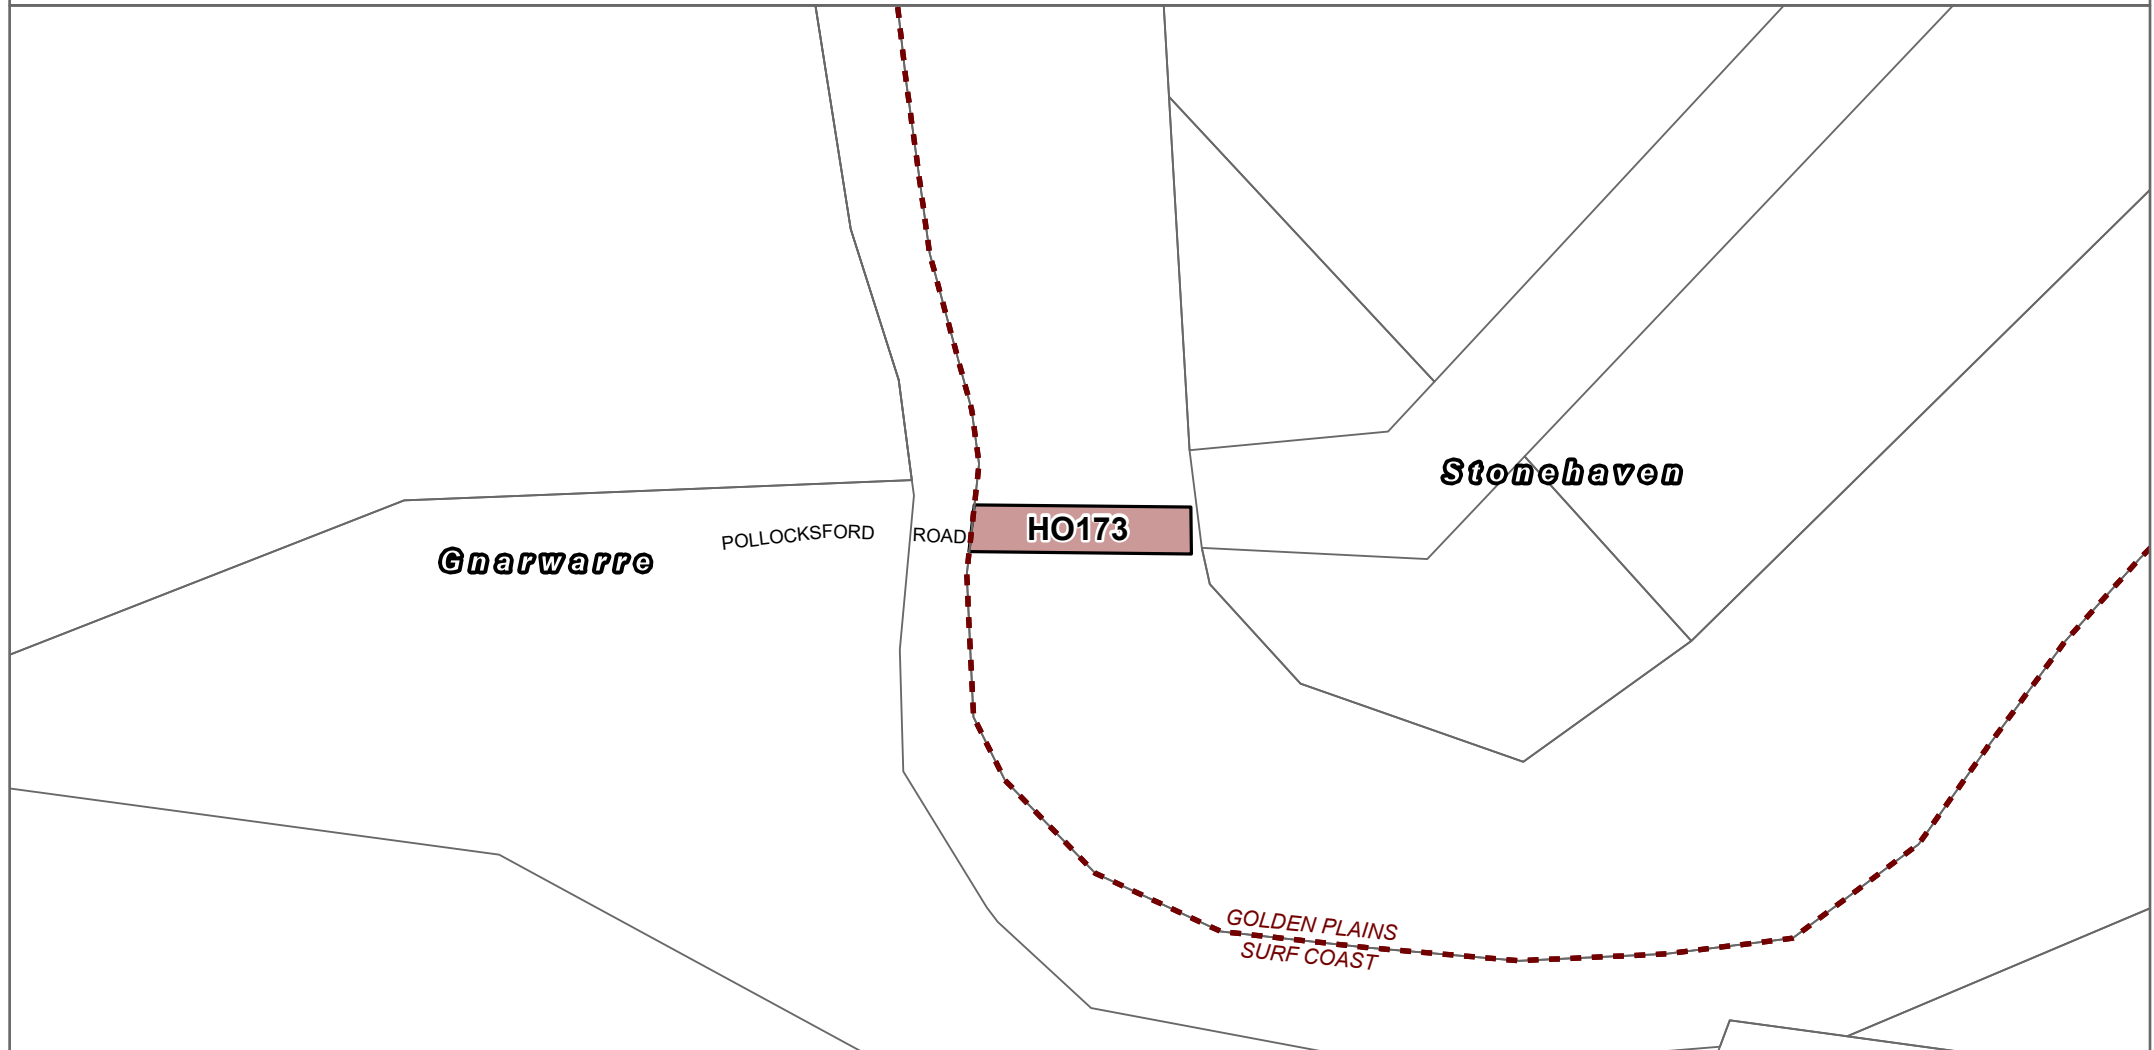 Stonehaven
HO173
POLLOCKSFORD ROAD
Gnarwarre
GOLDEN PLAINS
SURF COAST